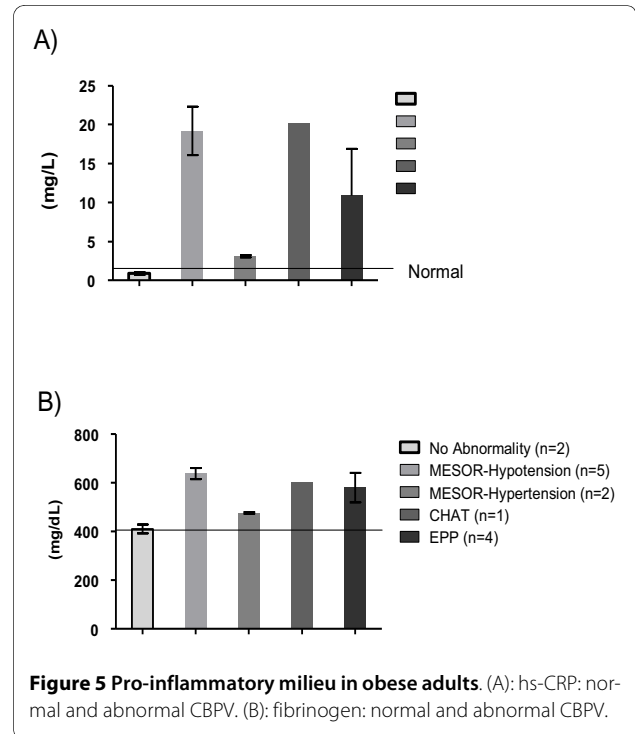 A)
25
20
15
10
5
0
(mg/L)
Normal
B)
800
600
400
600
0
(mg/dL)
No Abnormality (n=2)
MESOR-Hypotension (n=5)
MESOR-Hypertension (n=2)
CHAT (n=1)
EPP (n=4)
Figure 5 Pro-inflammatory milieu in obese adults. (A): hs-CRP: nor-
mal and abnormal CBPV. (B): fibrinogen: normal and abnormal CBPV.